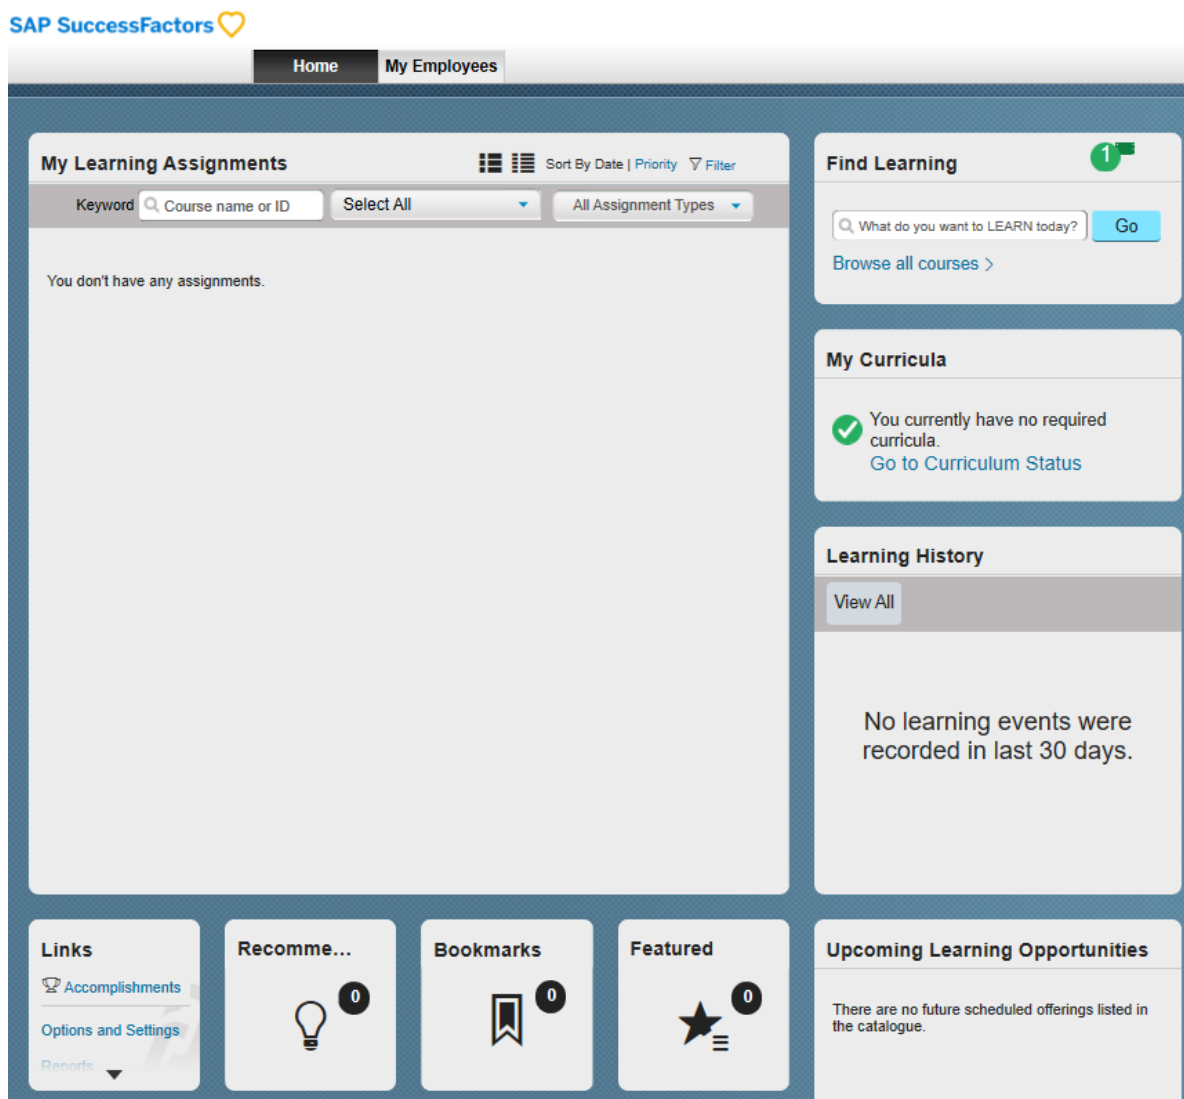 SAP SuccessFactors
Home My Employees
My Learning Assignments
Sort By Date | Priority Filter
Keyword Course name or ID Select All All Assignment Types
You don't have any assignments.
Find Learning 1
What do you want to LEARN today? Go
Browse all courses >
My Curricula
You currently have no required
curricula.
Go to Curriculum Status
Learning History
View All
No learning events were
recorded in last 30 days.
Links
Accomplishments
Options and Settings
Reports
Recomme...
0
Bookmarks
0
Featured
0
Upcoming Learning Opportunities
There are no future scheduled offerings listed in
the catalogue.